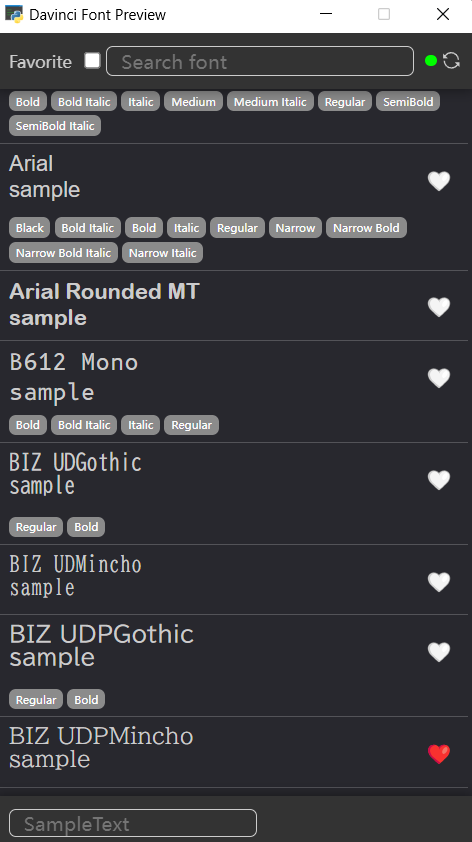 Davinci Font Preview
Favorite Search font
Bold Bold Italic Italic Medium Medium Italic Regular SemiBold
SemiBold Italic
Arial
sample
Black Bold Italic Bold Italic Regular Narrow Narrow Bold
Narrow Bold Italic Narrow Italic
Arial Rounded MT
sample
B612 Mono
sample
Bold Bold Italic Italic Regular
BIZ UDGothic
sample
Regular Bold
BIZ UDMincho
sample
BIZ UDPGothic
sample
Regular Bold
BIZ UDPMincho
sample
SampleText